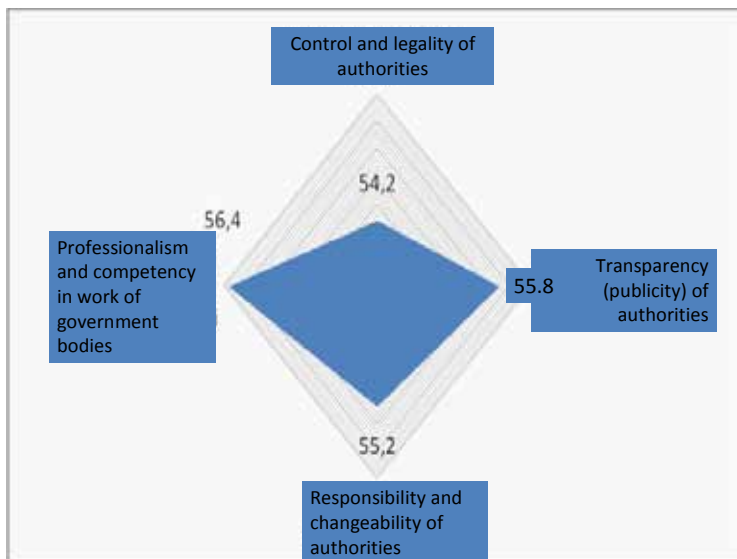 Control and legality of
authorities
54,2
56,4
Professionalism
and competency
in work of
government
bodies
55.8
Transparency
(publicity) of
authorities
55,2
Responsibility and
changeability of
authorities